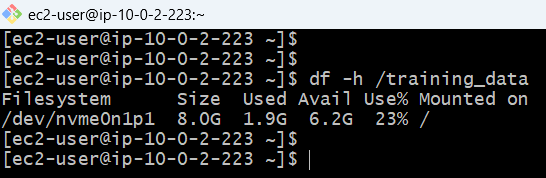 ec2-user@ip-10-0-2-223:~
[ec2-user@ip-10-0-2-223 ~]$
[ec2-user@ip-10-0-2-223 ~]$
[ec2-user@ip-10-0-2-223 ~]$ df -h /training_data
Filesystem      Size  Used Avail Use% Mounted on
/dev/nvme0n1p1  8.0G  1.9G  6.2G  23% /
[ec2-user@ip-10-0-2-223 ~]$
[ec2-user@ip-10-0-2-223 ~]$